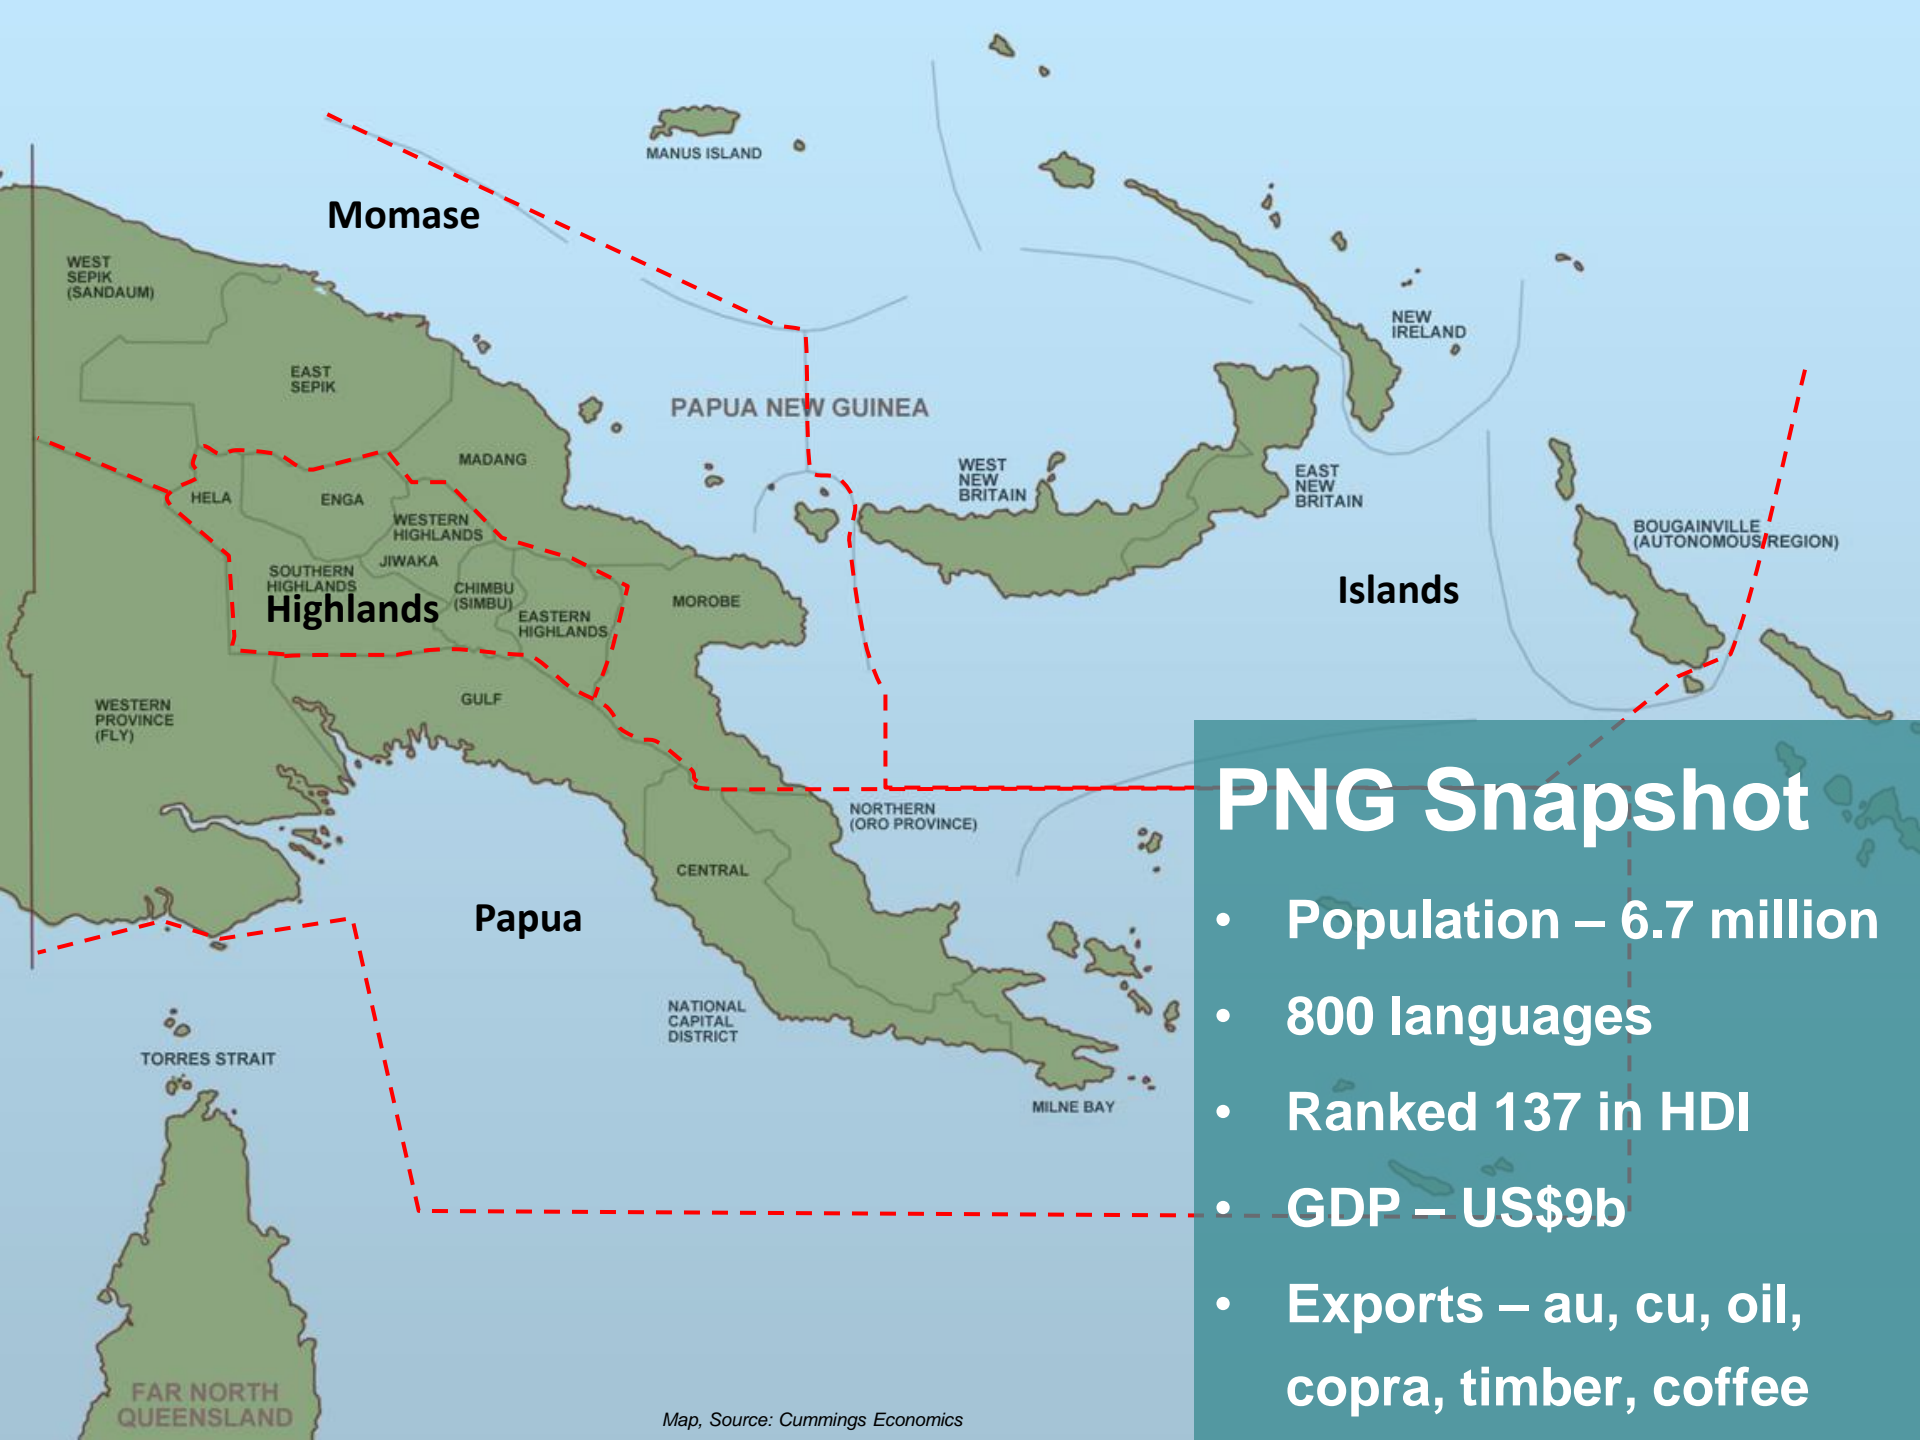 MANUS ISLAND
Momase
WEST
SEPIK
(SANDAUM)
NEW
IRELAND
EAST
SEPIK
PAPUA NEW GUINEA
MADANG
WEST
NEW
BRITAIN
EAST
NEW
BRITAIN
HELA
ENGA
WESTERN
HIGHLANDS
BOUGAINVILLE
(AUTONOMOUS REGION)
JIWAKA
SOUTHERN
HIGHLANDS
CHIMBU
(SIMBU)
Highlands
EASTERN
HIGHLANDS
MOROBE
Islands
GULF
WESTERN
PROVINCE
(FLY)
NORTHERN
(ORO PROVINCE)
CENTRAL
Papua
NATIONAL
CAPITAL
DISTRICT
TORRES STRAIT
MILNE BAY
FAR NORTH
QUEENSLAND
Map, Source: Cummings Economics
PNG Snapshot
• Population – 6.7 million
• 800 languages
• Ranked 137 in HDI
• GDP – US$9b
• Exports – au, cu, oil,
copra, timber, coffee